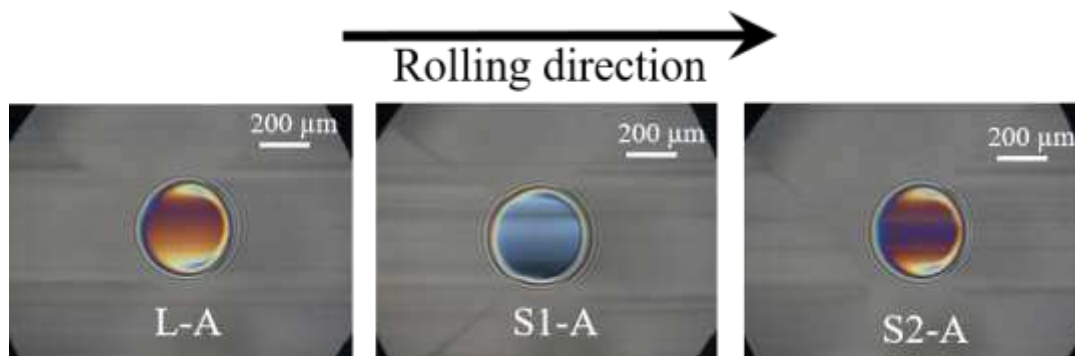 Rolling direction
200 μm
200 μm
200 μm
L-A
S1-A
S2-A